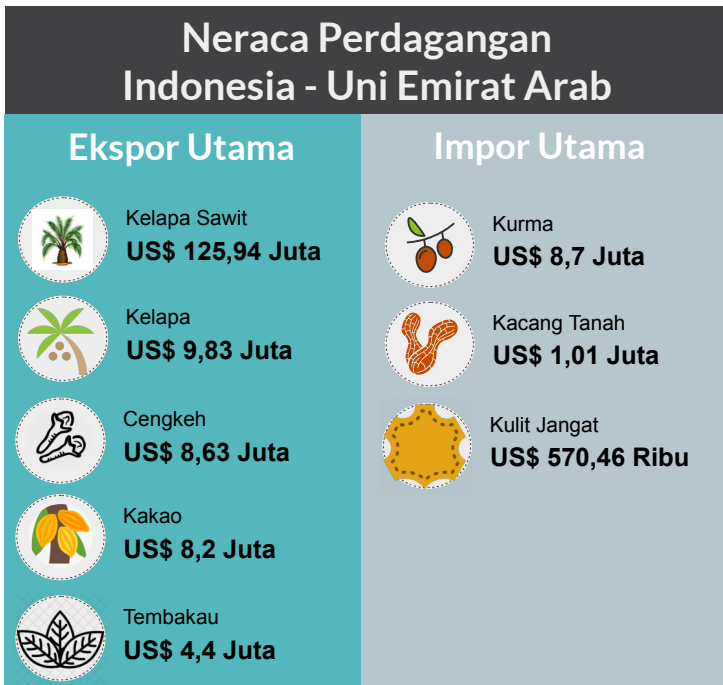 Neraca Perdagangan
Indonesia - Uni Emirat Arab
Ekspor Utama
Kelapa Sawit
US$ 125,94 Juta
Kelapa
US$ 9,83 Juta
Cengkeh
US$ 8,63 Juta
Kakao
US$ 8,2 Juta
Tembakau
US$ 4,4 Juta
Impor Utama
Kurma
US$ 8,7 Juta
Kacang Tanah
US$ 1,01 Juta
Kulit Jangat
US$ 570,46 Ribu